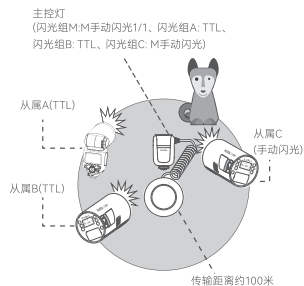 主控灯
(闪光组M:M手动闪光1/1、闪光组A: TTL、
闪光组B: TTL、闪光组C: M手动闪光)
从属A(TTL)
从属C
(手动闪光)
从属B(TTL)
传输距离约100米